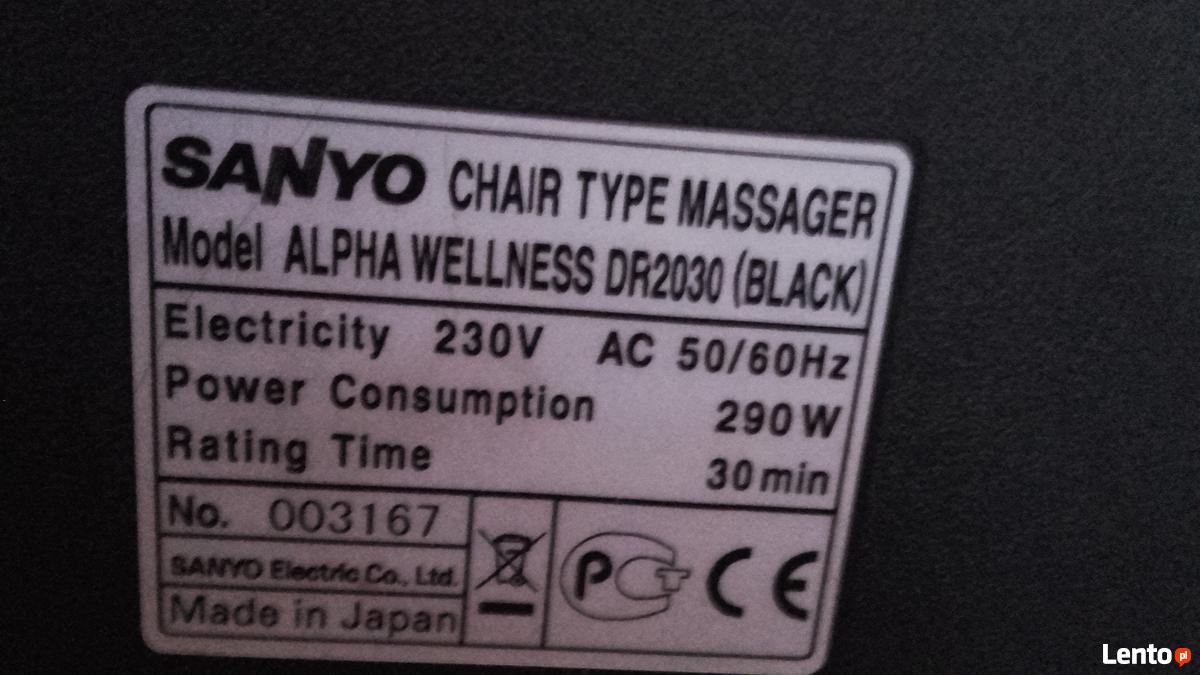 SANYO CHAIR TYPE MASSAGER
Model ALPHA WELLNESS DR2030 (BLACK)
Electricity 230V AC 50/60Hz
Power Consumption 290W
Rating Time 30min
No. 003167
SANYO Electric Co., Ltd.
Made in Japan
PCT CE
Lento pl